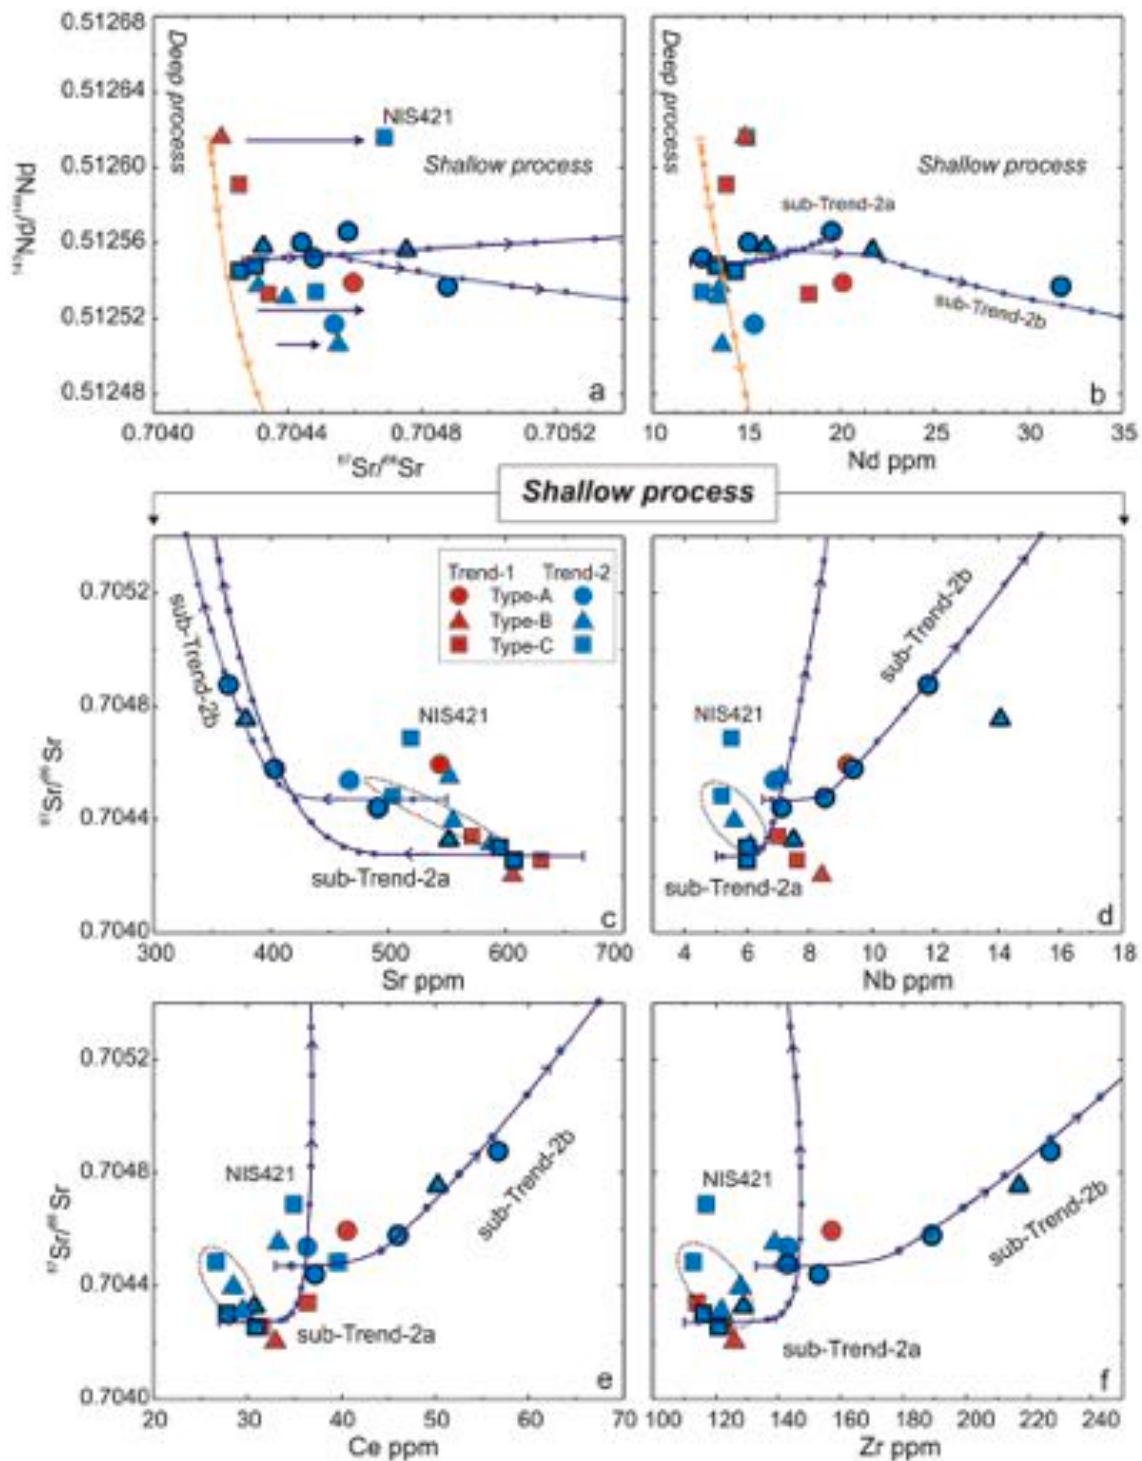 0.51268
0.51264
0.51260
0.51256
0.51252
0.51248
¹⁴³Nd/¹⁴⁴Nd
Deep process
NIS421
Shallow process
a
0.7040
0.7044
0.7048
0.7052
⁸⁷Sr/⁸⁶Sr
Deep process
Shallow process
sub-Trend-2a
sub-Trend-2b
b
10
15
20
25
30
35
Nd ppm
Shallow process
0.7052
0.7048
0.7044
0.7040
⁸⁷Sr/⁸⁶Sr
Trend-1 Trend-2
Type-A
Type-B
Type-C
sub-Trend-2b
NIS421
sub-Trend-2a
c
300
400
500
600
700
Sr ppm
sub-Trend-2b
NIS421
sub-Trend-2a
d
4
6
8
10
12
14
16
18
Nb ppm
0.7052
0.7048
0.7044
0.7040
⁸⁷Sr/⁸⁶Sr
NIS421
sub-Trend-2b
sub-Trend-2a
e
20
30
40
50
60
70
Ce ppm
NIS421
sub-Trend-2b
sub-Trend-2a
f
100
120
140
160
180
200
220
240
Zr ppm